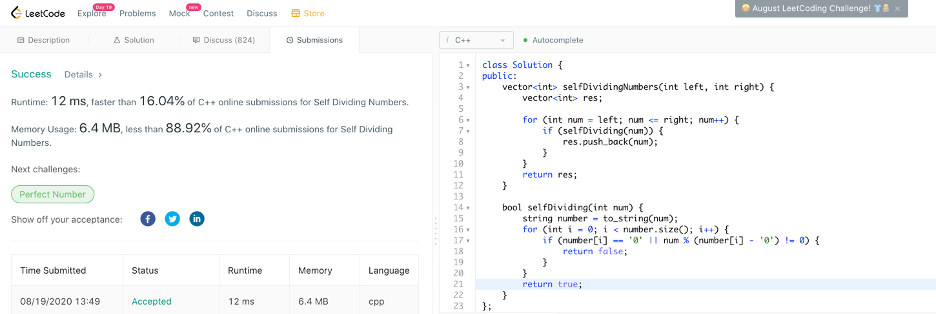 LeetCode
Explore
Day 19
Problems
Mock
new
Contest
Discuss
Store
August LeetCoding Challenge!
×
Description
Solution
Discuss (824)
Submissions
Success Details >
Runtime: 12 ms, faster than 16.04% of C++ online submissions for Self Dividing Numbers.
Memory Usage: 6.4 MB, less than 88.92% of C++ online submissions for Self Dividing
Numbers.
Next challenges:
Perfect Number
Show off your acceptance:
Time Submitted Status Runtime Memory Language
08/19/2020 13:49 Accepted 12 ms 6.4 MB cpp
C++
Autocomplete
1 class Solution {
2 public:
3 vector<int> selfDividingNumbers(int left, int right) {
4 vector<int> res;
5
6 for (int num = left; num <= right; num++) {
7 if (selfDividing(num)) {
8 res.push_back(num);
9 }
10 }
11 return res;
12 }
13
14 bool selfDividing(int num) {
15 string number = to_string(num);
16 for (int i = 0; i < number.size(); i++) {
17 if (number[i] == '0' || num % (number[i] - '0') != 0) {
18 return false;
19 }
20 }
21 return true;
22 }
23 };